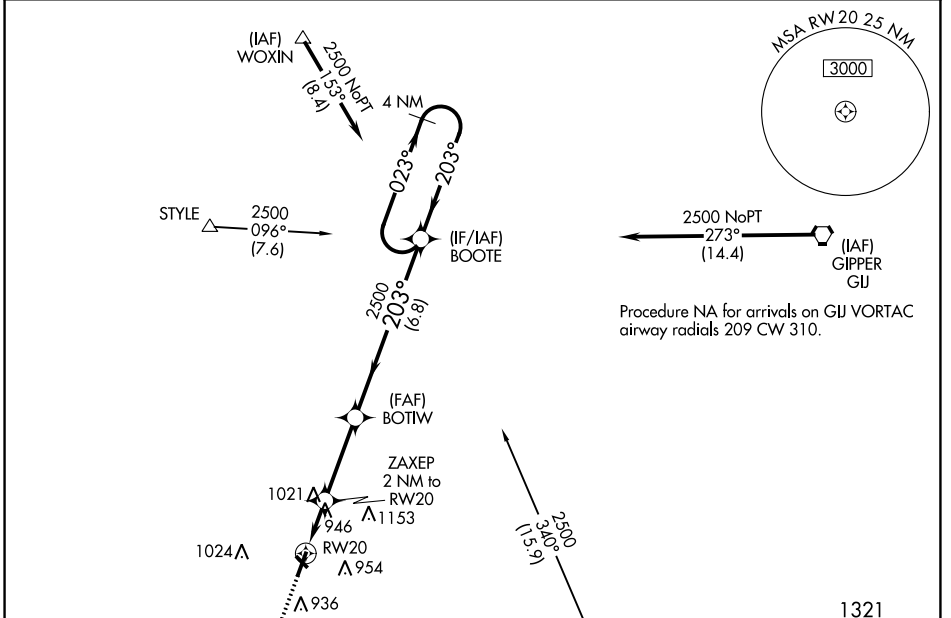 (IAF)
WOXIN
2500 NoPT
153°
(8.4)
4 NM
023°
203°
MSA RW 20 25 NM
3000
STYLE
2500
096°
(7.6)
(IF/IAF)
BOOTE
2500 NoPT
273°
(14.4)
(IAF)
GIPPER
GIJ
Procedure NA for arrivals on GIJ VORTAC
airway radials 209 CW 310.
2500
203°
(6.8)
(FAF)
BOTIW
ZAXEP
2 NM to
RW20
1021
946
1153
1024
RW20
954
936
2500
340°
(15.9)
1321